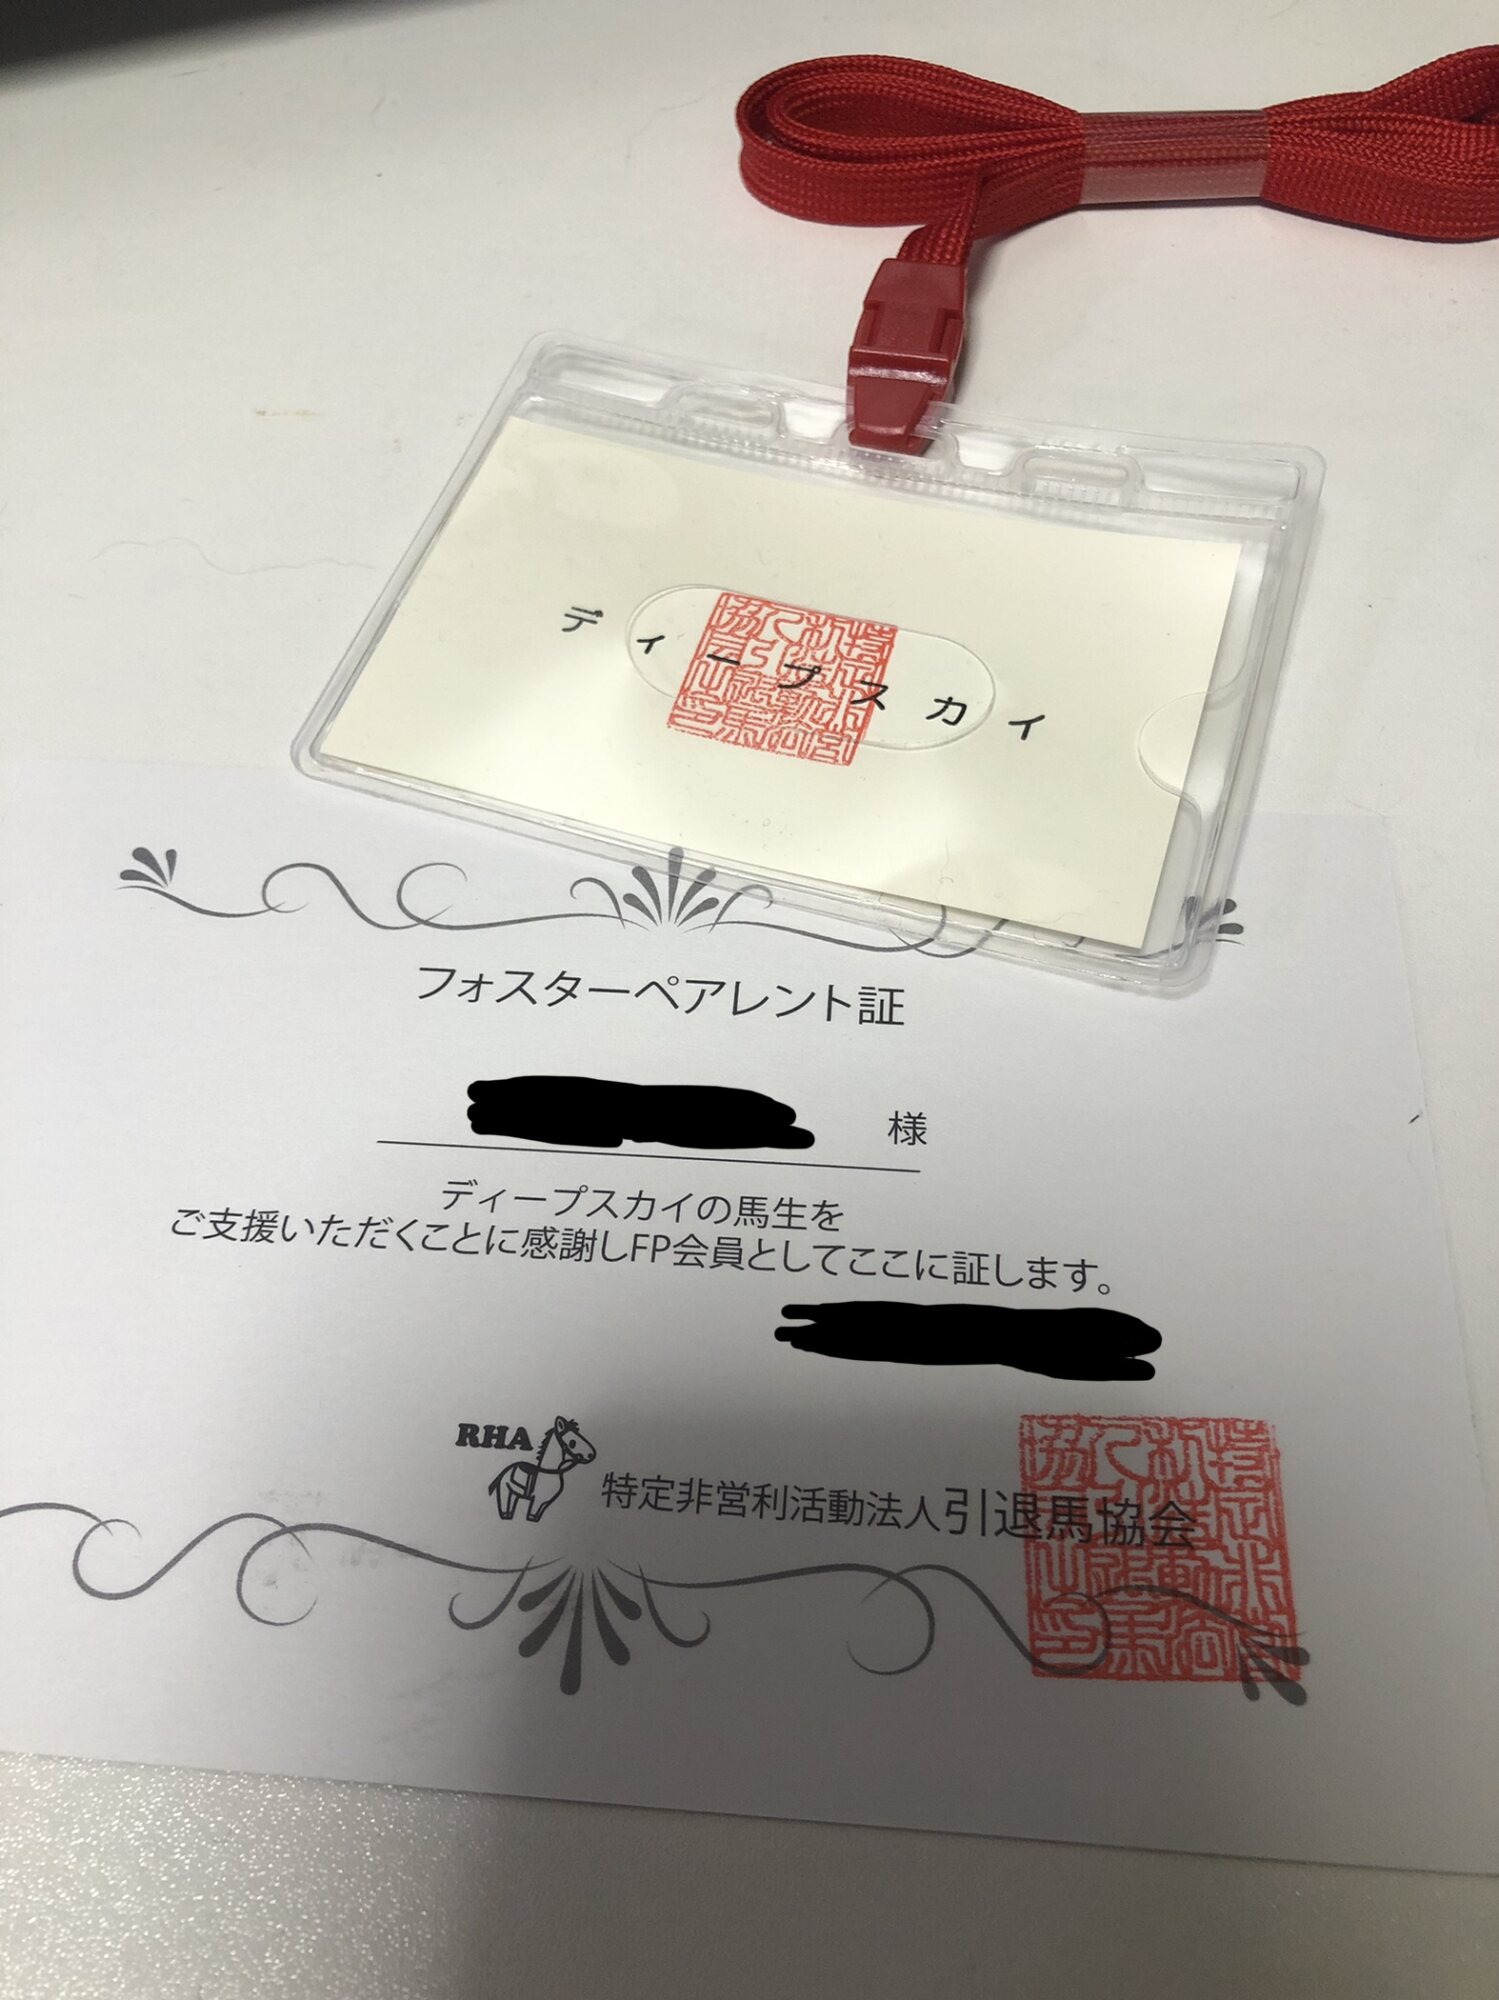 ディープスカイ
フォスターペアレント証
様
ディープスカイの馬生を
ご支援いただくことに感謝しFP会員としてここに証します。
RHA
特定非営利活動法人引退馬協会